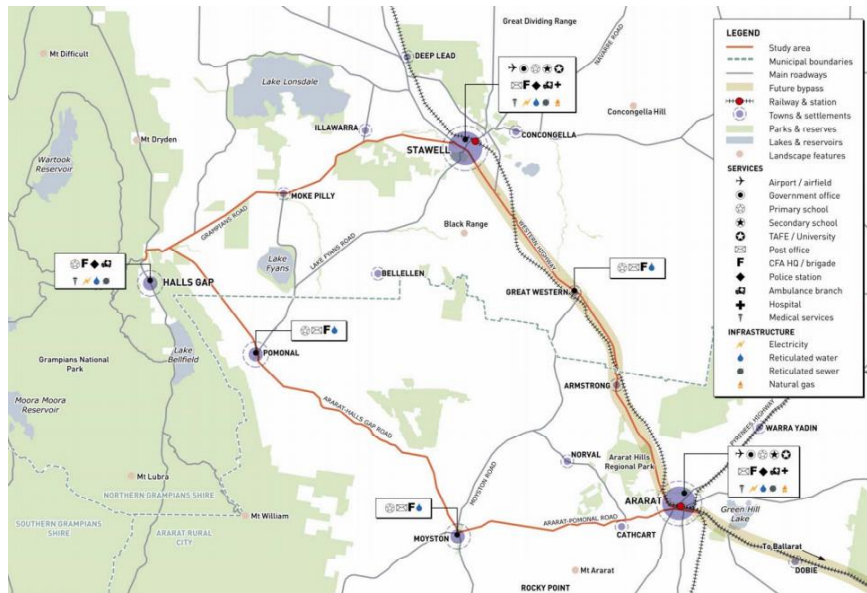 Great Dividing Range
Mt Difficult
DEEP LEAD
NAVARRE ROAD
Lake Lonsdale
Concongella Hill
ILLAWARRA
CONCONGELLA
STAWELL
Mt Dryden
Wartook
Reservoir
MOKE PILLY
GRAMPIANS ROAD
Black Range
WESTERN HIGHWAY
LAKE FYANS ROAD
Lake
Fyans
F
HALLS GAP
BELLELLEN
F
GREAT WESTERN
F
POMONAL
Lake
Bellfield
Grampians National
Park
ARMSTRONG
Moora Moora
Reservoir
ARARAT-HALLS GAP ROAD
PYRENEES HIGHWAY
WARRA YADIN
NORVAL
Ararat Hills
Regional Park
MOYSTON ROAD
Mt Lubra
NORTHERN GRAMPIANS SHIRE
Mt William
SOUTHERN GRAMPIANS
SHIRE
ARARAT RURAL
CITY
F
F
ARARAT
Green Hill
Lake
ARARAT-POMONAL ROAD
MOYSTON
CATHCART
To Ballarat
DOBIE
Mt Ararat
ROCKY POINT
F
LEGEND
Study area
Municipal boundaries
Main roadways
Future bypass
Railway & station
Towns & settlements
Parks & reserves
Lakes & reservoirs
Landscape features
SERVICES
Airport / airfield
Government office
Primary school
Secondary school
TAFE / University
Post office
F CFA HQ / brigade
Police station
Ambulance branch
Hospital
Medical services
INFRASTRUCTURE
Electricity
Reticulated water
Reticulated sewer
Natural gas